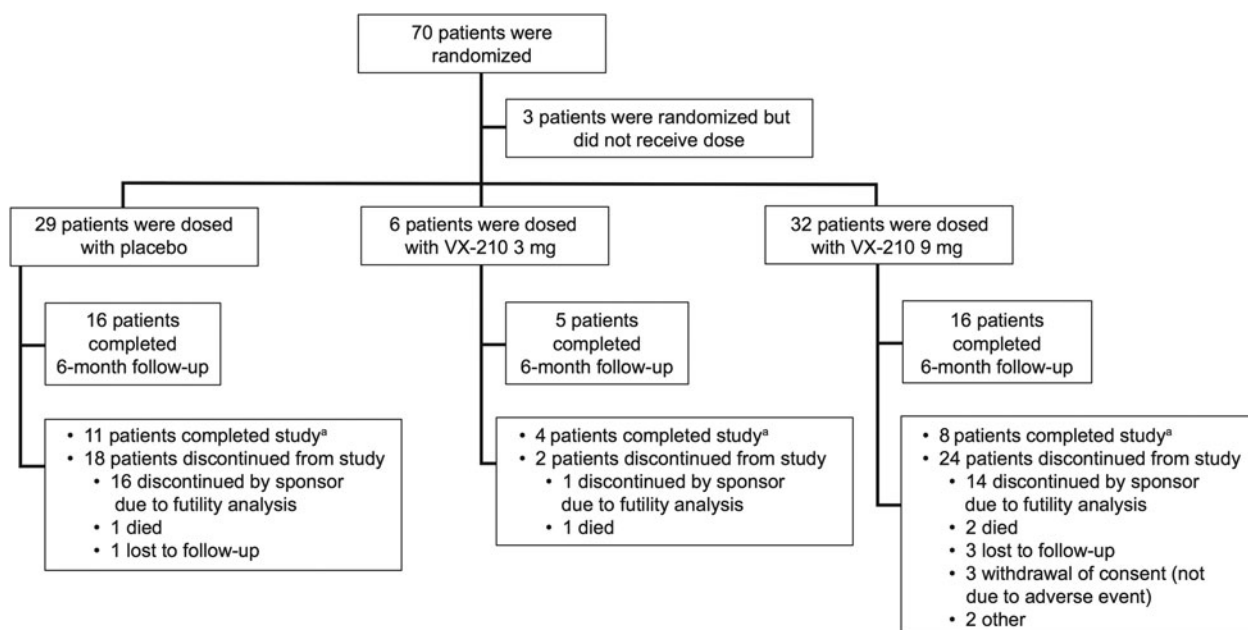 70 patients were
randomized
3 patients were randomized but
did not receive dose
29 patients were dosed
with placebo
6 patients were dosed
with VX-210 3 mg
32 patients were dosed
with VX-210 9 mg
16 patients
completed
6-month follow-up
5 patients
completed
6-month follow-up
16 patients
completed
6-month follow-up
• 11 patients completed studyᵃ
• 18 patients discontinued from study
• 16 discontinued by sponsor
due to futility analysis
• 1 died
• 1 lost to follow-up
• 4 patients completed studyᵃ
• 2 patients discontinued from study
• 1 discontinued by sponsor
due to futility analysis
• 1 died
• 8 patients completed studyᵃ
• 24 patients discontinued from study
• 14 discontinued by sponsor
due to futility analysis
• 2 died
• 3 lost to follow-up
• 3 withdrawal of consent (not
due to adverse event)
• 2 other